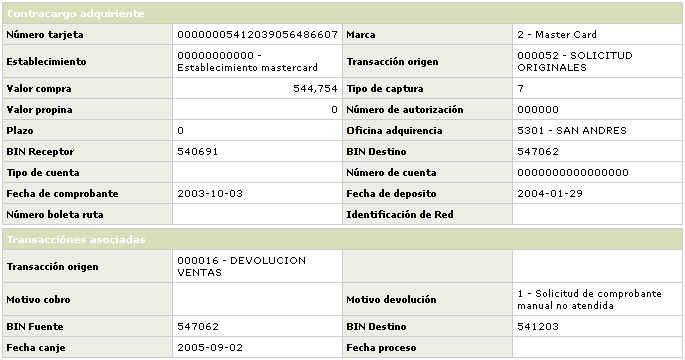 Contracargo adquiriente
Número tarjeta 00000005412039056486607 Marca 2 - Master Card
Establecimiento 00000000000 - Establecimiento mastercard Transacción origen 000052 - SOLICITUD ORIGINALES
Valor compra 544,754 Tipo de captura 7
Valor propina 0 Número de autorización 000000
Plazo 0 Oficina adquirencia 5301 - SAN ANDRES
BIN Receptor 540691 BIN Destino 547062
Tipo de cuenta Número de cuenta 0000000000000000
Fecha de comprobante 2003-10-03 Fecha de deposito 2004-01-29
Número boleta ruta Identificación de Red
Transacciónes asociadas
Transacción origen 000016 - DEVOLUCION VENTAS
Motivo cobro Motivo devolución 1 - Solicitud de comprobante manual no atendida
BIN Fuente 547062 BIN Destino 541203
Fecha canje 2005-09-02 Fecha proceso